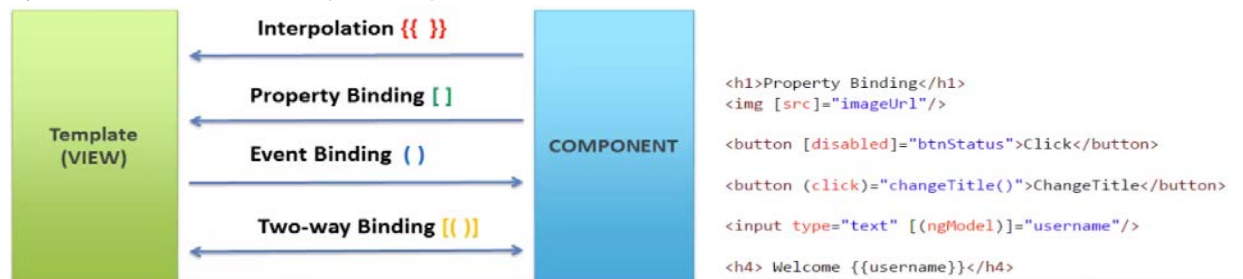 Interpolation {{ }}
Property Binding [ ]
Event Binding ( )
Two-way Binding [( )]
Template
(VIEW)
COMPONENT
<h1>Property Binding</h1>
<img [src]="imageUrl"/>
<button [disabled]="btnStatus">Click</button>
<button (click)="changeTitle()">ChangeTitle</button>
<input type="text" [(ngModel)]="username"/>
<h4> Welcome {{username}}</h4>